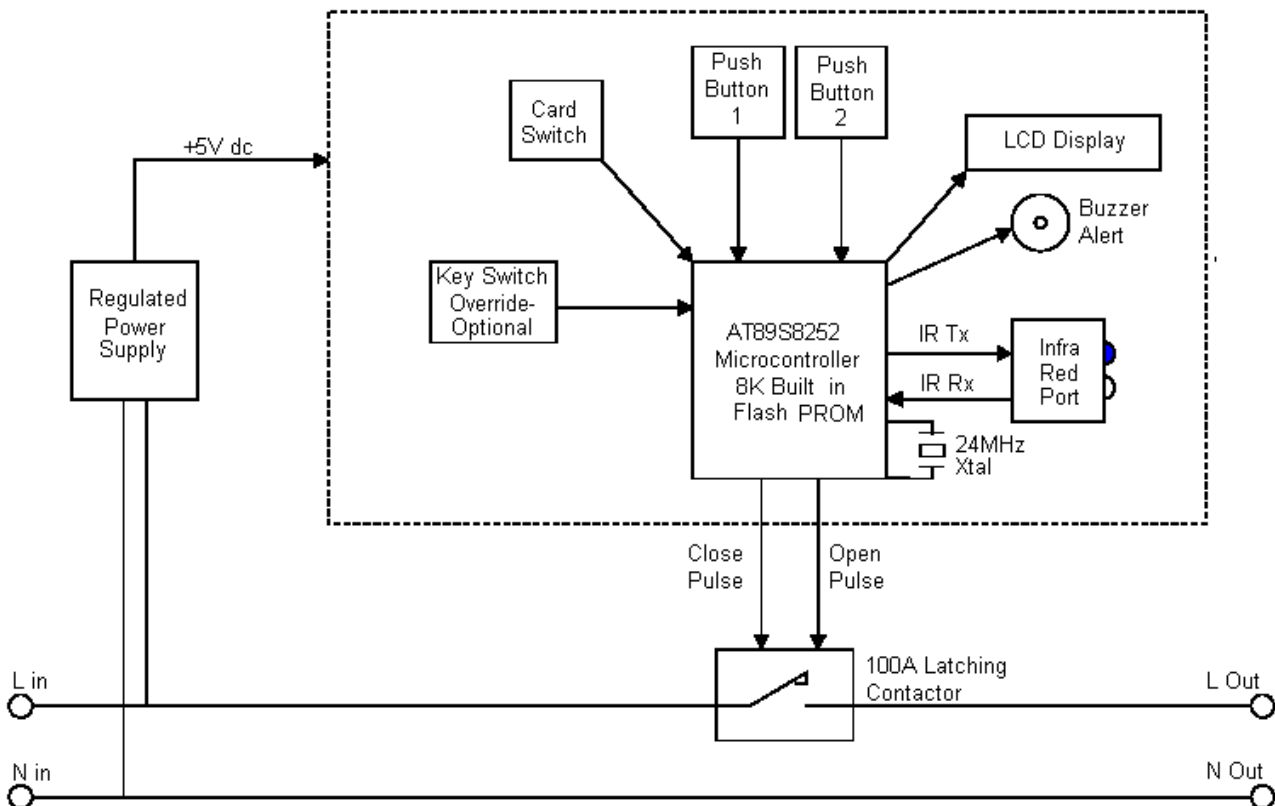 Push
Button
1
Push
Button
2
Card
Switch
LCD Display
+5V dc
Buzzer
Alert
Key Switch
Override-
Optional
Regulated
Power
Supply
AT89S8252
Microcontroller
8K Built in
Flash PROM
IR Tx
IR Rx
Infra
Red
Port
24MHz
Xtal
Close
Pulse
Open
Pulse
100A Latching
Contactor
L in
L Out
N in
N Out